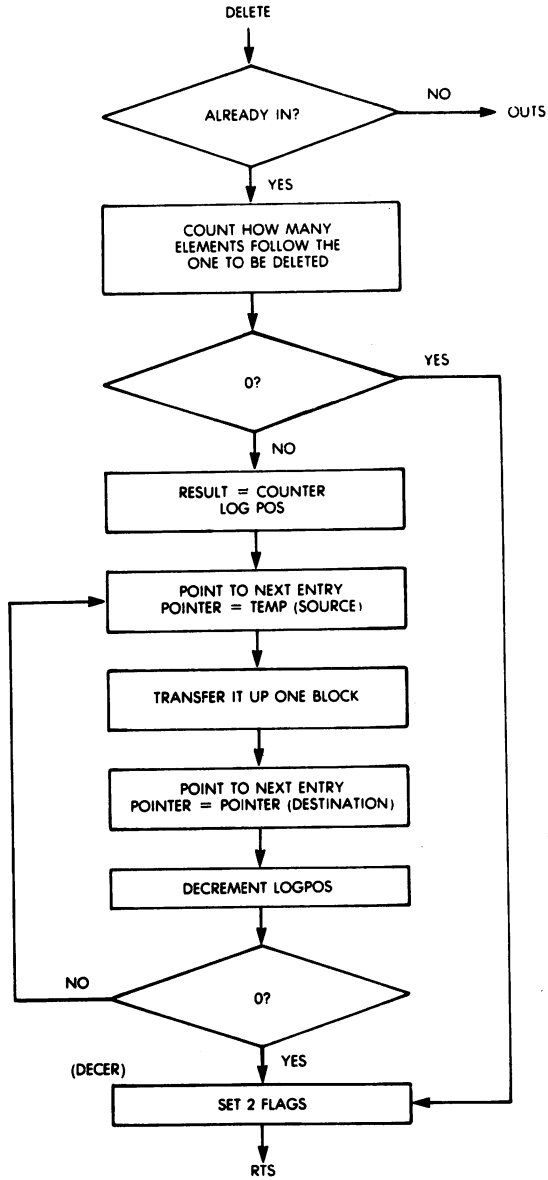 DELETE
ALREADY IN?
NO
OUTS
YES
COUNT HOW MANY
ELEMENTS FOLLOW THE
ONE TO BE DELETED
0?
YES
NO
RESULT = COUNTER
LOG POS
POINT TO NEXT ENTRY
POINTER = TEMP (SOURCE)
TRANSFER IT UP ONE BLOCK
POINT TO NEXT ENTRY
POINTER = POINTER (DESTINATION)
DECREMENT LOGPOS
NO
0?
YES
(DECER)
SET 2 FLAGS
RTS